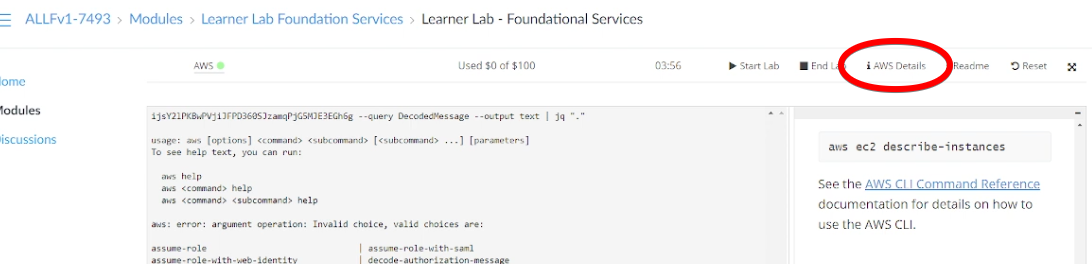 ALLFv1-7493 > Modules > Learner Lab Foundation Services > Learner Lab - Foundational Services
AWS Used $0 of $100 03:56 Start Lab End La AWS Details Readme Reset
ome
Modules
iscussions
ijsY2lPKBwPVjiJFPD360SJzamqPjG5MJE3EGh6g --query DecodedMessage --output text | jq "."
usage: aws [options] <command> <subcommand> [<subcommand> ...] [parameters]
To see help text, you can run:
aws help
aws <command> help
aws <command> <subcommand> help
aws: error: argument operation: Invalid choice, valid choices are:
assume-role | assume-role-with-saml
assume-role-with-web-identity | decode-authorization-message
aws ec2 describe-instances
See the AWS CLI Command Reference
documentation for details on how to
use the AWS CLI.